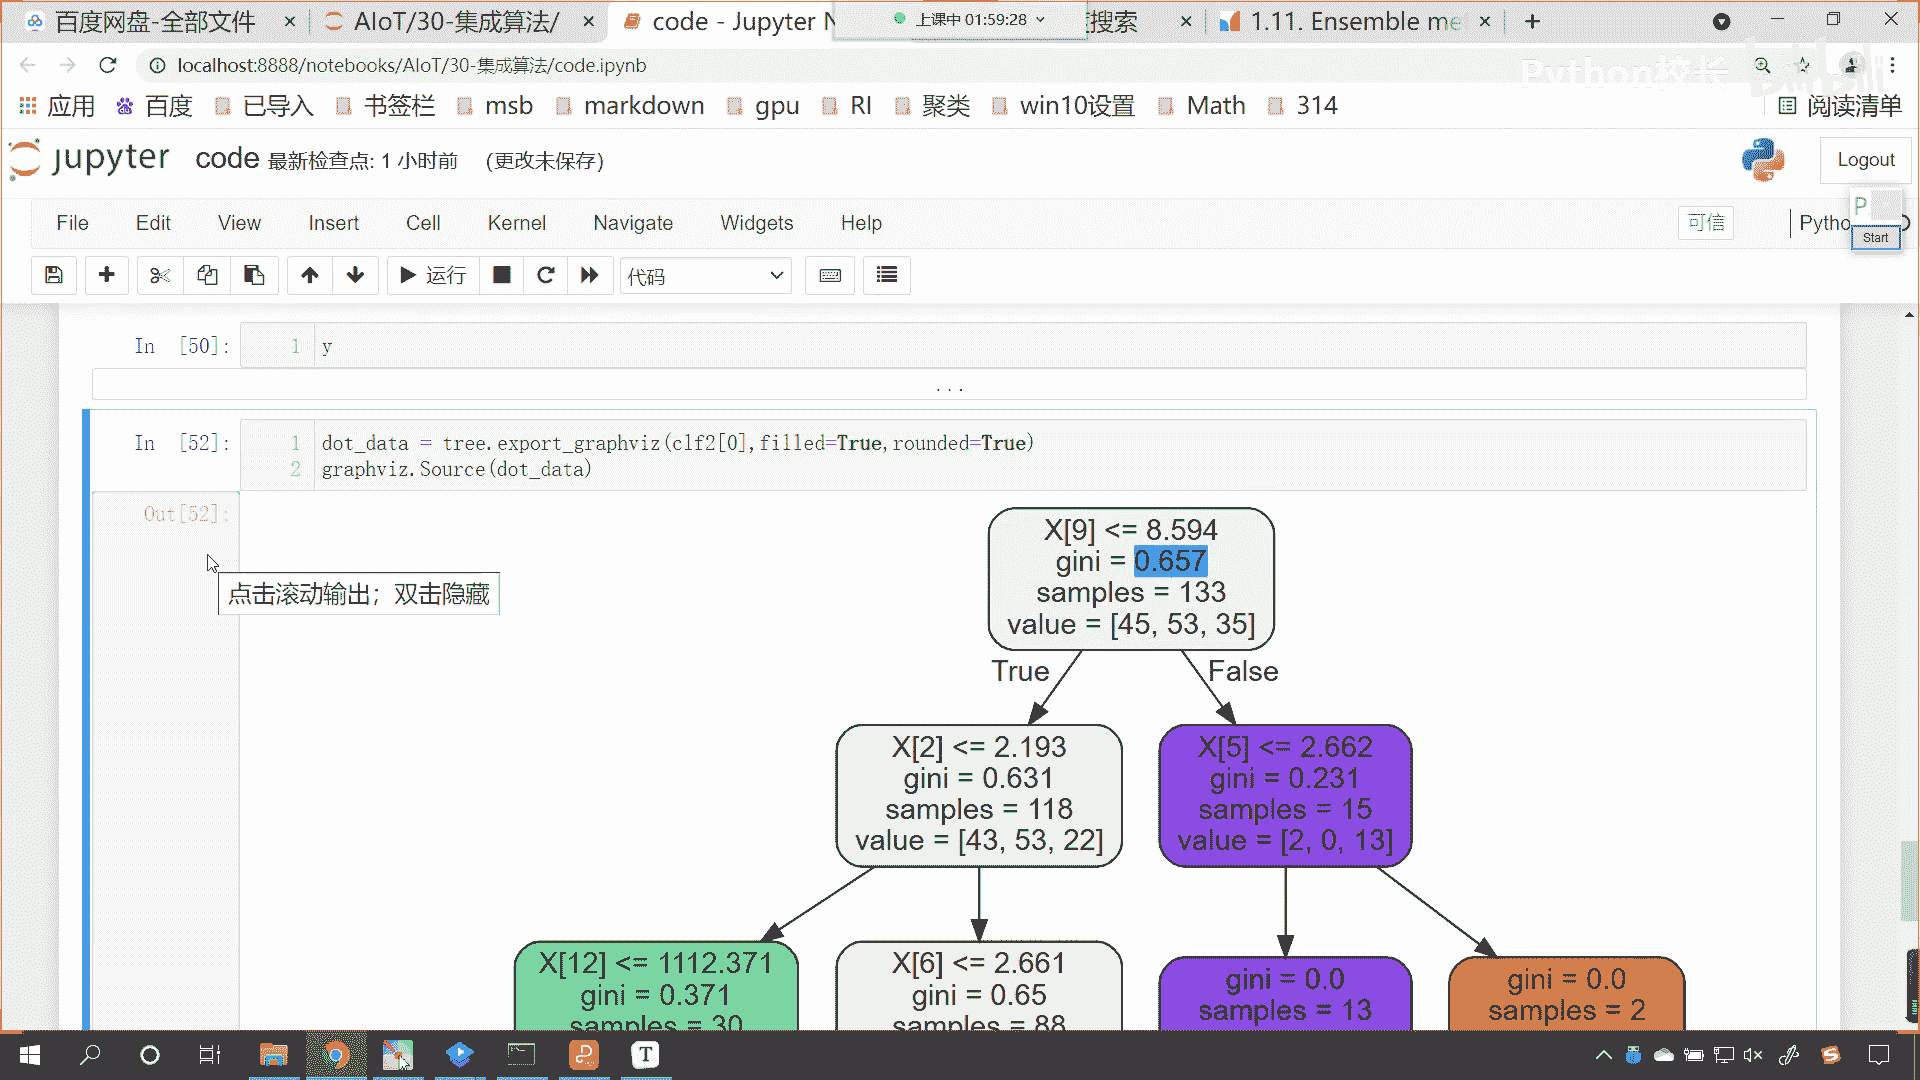 百度网盘-全部文件
AIoT/30-集成算法/
code - Jupyter N
上课中 01:59:28
搜索
1.11. Ensemble me
localhost:8888/notebooks/AIoT/30-集成算法/code.ipynb
Python校长
bilibili
应用
百度
已导入
书签栏
msb
markdown
gpu
RI
聚类
win10设置
Math
314
阅读清单
jupyter
code 最新检查点: 1 小时前 (更改未保存)
Logout
File Edit View Insert Cell Kernel Navigate Widgets Help
可信
Pytho
P
Start
运行
代码
In [50]:
1 y
...
In [52]:
1 dot_data = tree.export_graphviz(clf2[0],filled=True,rounded=True)
2 graphviz.Source(dot_data)
Out[52]:
点击滚动输出；双击隐藏
X[9] <= 8.594
gini = 0.657
samples = 133
value = [45, 53, 35]
True
False
X[2] <= 2.193
gini = 0.631
samples = 118
value = [43, 53, 22]
X[5] <= 2.662
gini = 0.231
samples = 15
value = [2, 0, 13]
X[12] <= 1112.371
gini = 0.371
samples = 30
X[6] <= 2.661
gini = 0.65
samples = 88
gini = 0.0
samples = 13
gini = 0.0
samples = 2
T